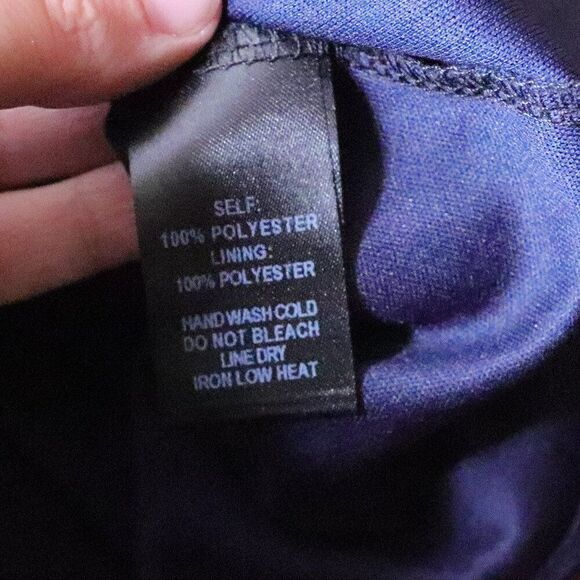 SELF:
100% POLYESTER
LINING:
100% POLYESTER
HAND WASH COLD
DO NOT BLEACH
LINE DRY
IRON LOW HEAT